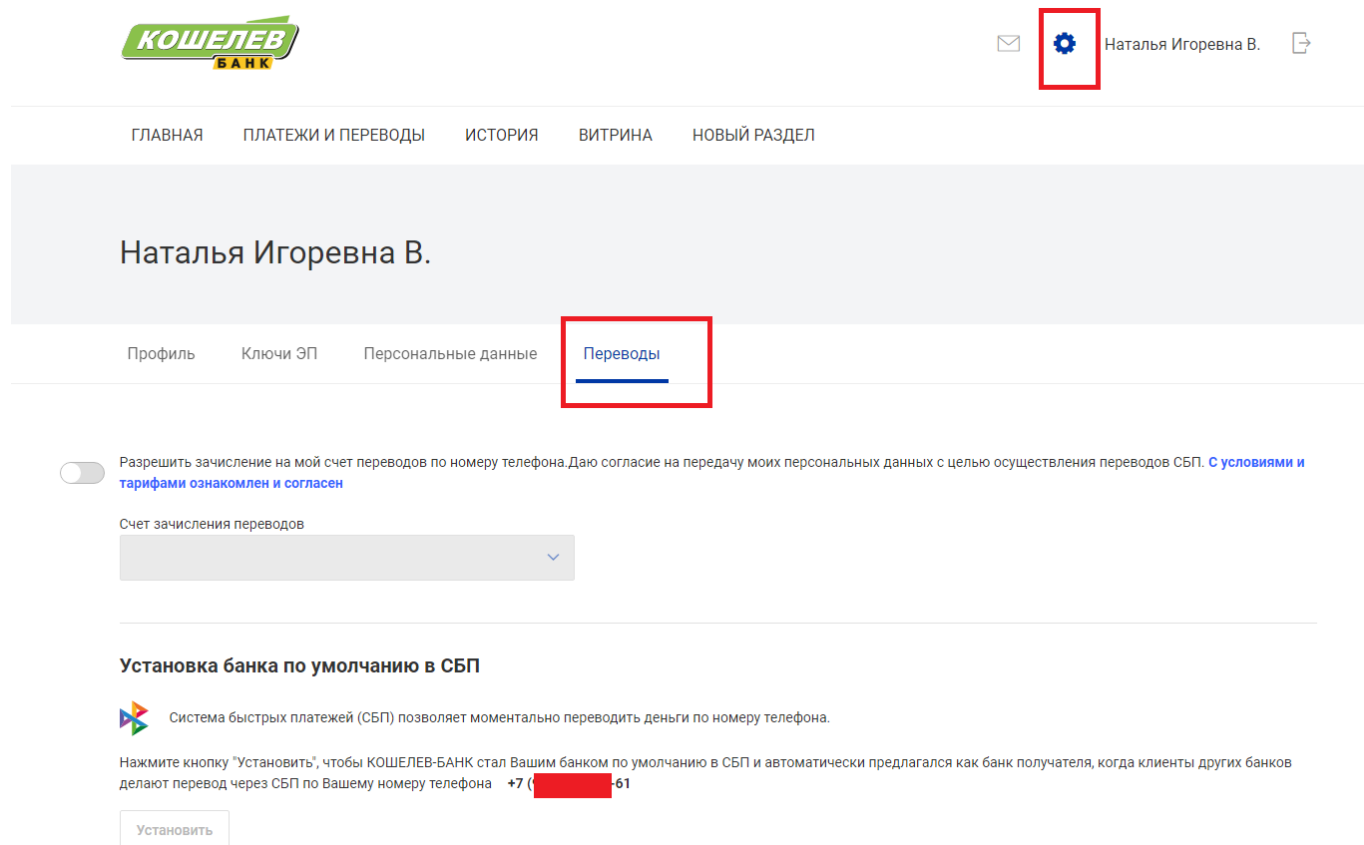 КОШЕЛЕВ
БАНК
Наталья Игоревна В.
ГЛАВНАЯ ПЛАТЕЖИ И ПЕРЕВОДЫ ИСТОРИЯ ВИТРИНА НОВЫЙ РАЗДЕЛ
Наталья Игоревна В.
Профиль Ключи ЭП Персональные данные Переводы
Разрешить зачисление на мой счет переводов по номеру телефона.Даю согласие на передачу моих персональных данных с целью осуществления переводов СБП. С условиями и
тарифами ознакомлен и согласен
Счет зачисления переводов
Установка банка по умолчанию в СБП
Система быстрых платежей (СБП) позволяет моментально переводить деньги по номеру телефона.
Нажмите кнопку "Установить", чтобы КОШЕЛЕВ-БАНК стал Вашим банком по умолчанию в СБП и автоматически предлагался как банк получателя, когда клиенты других банков
делают перевод через СБП по Вашему номеру телефона +7 ( -61
Установить